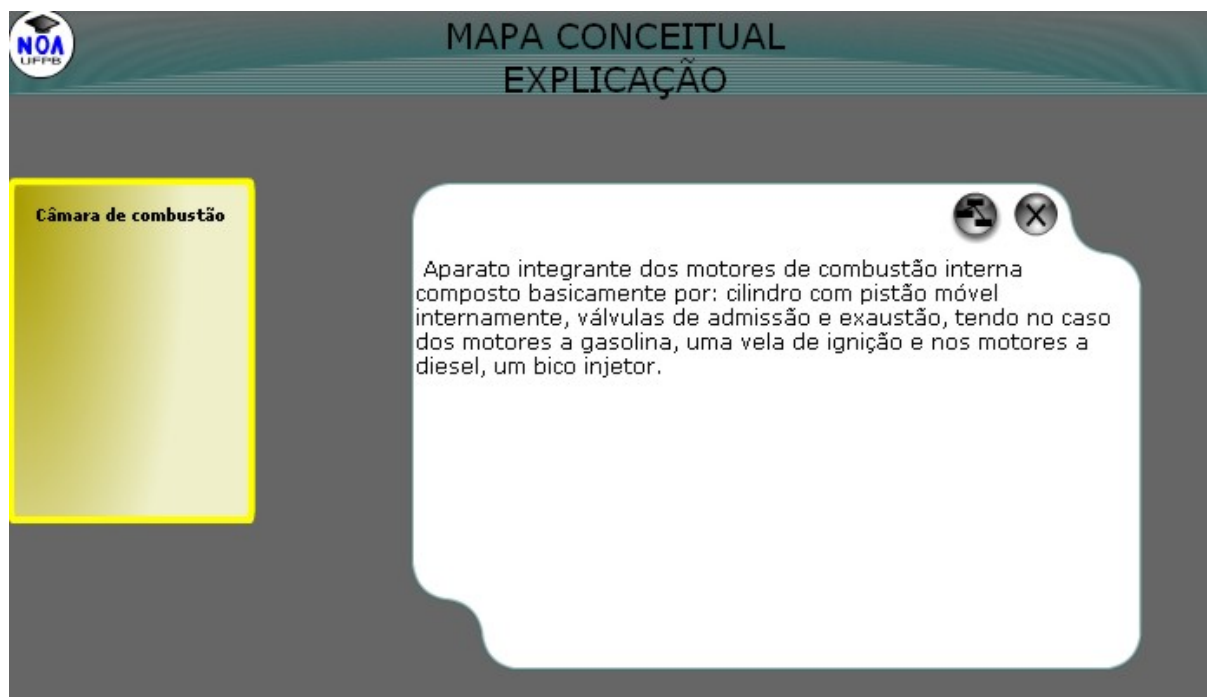 NOA
UFPB
MAPA CONCEITUAL
EXPLICAÇÃO
Câmara de combustão
Aparato integrante dos motores de combustão interna
composto basicamente por: cilindro com pistão móvel
internamente, válvulas de admissão e exaustão, tendo no caso
dos motores a gasolina, uma vela de ignição e nos motores a
diesel, um bico injetor.